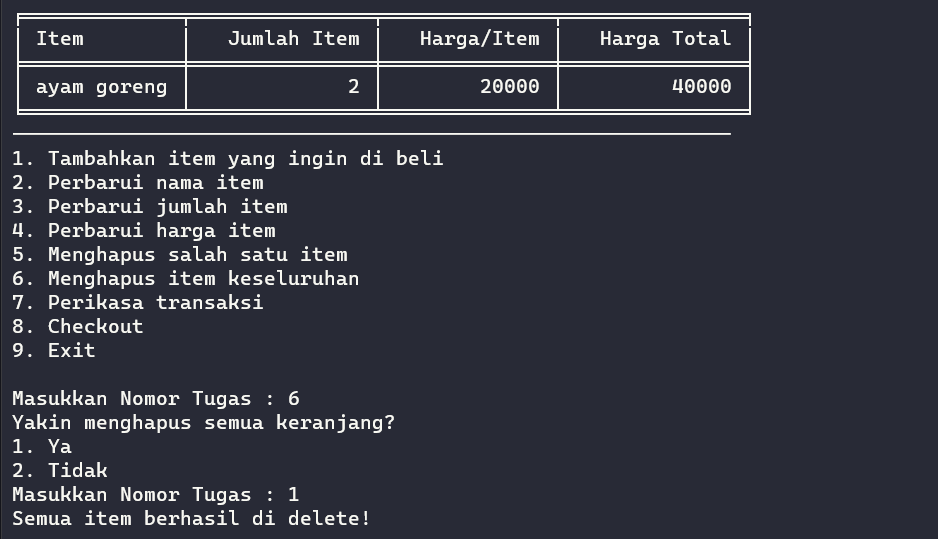 Item Jumlah Item Harga/Item Harga Total
ayam goreng 2 20000 40000
1. Tambahkan item yang ingin di beli
2. Perbarui nama item
3. Perbarui jumlah item
4. Perbarui harga item
5. Menghapus salah satu item
6. Menghapus item keseluruhan
7. Perikasa transaksi
8. Checkout
9. Exit
Masukkan Nomor Tugas : 6
Yakin menghapus semua keranjang?
1. Ya
2. Tidak
Masukkan Nomor Tugas : 1
Semua item berhasil di delete!